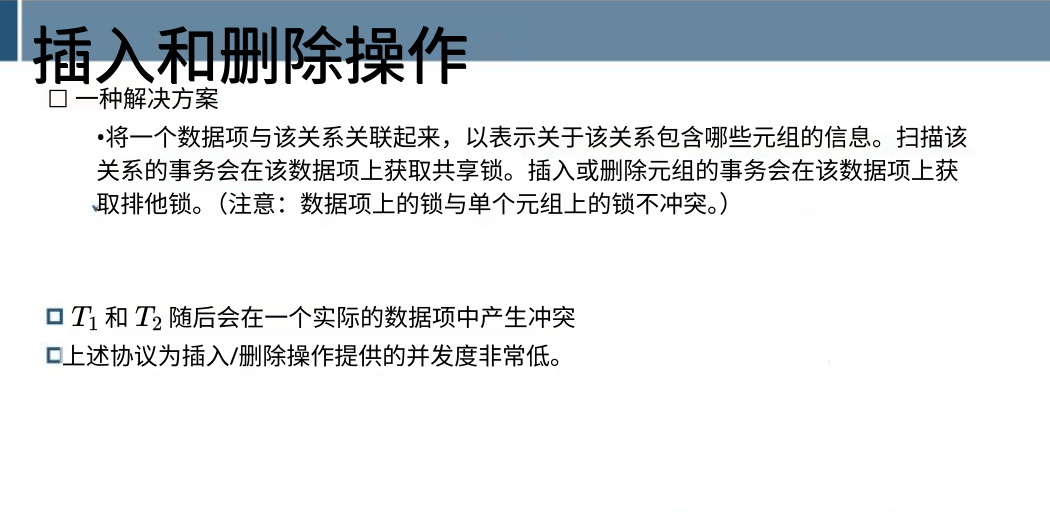 插入和删除操作
□ 一种解决方案
•将一个数据项与该关系关联起来，以表示关于该关系包含哪些元组的信息。扫描该
关系的事务会在该数据项上获取共享锁。插入或删除元组的事务会在该数据项上获
取排他锁。（注意：数据项上的锁与单个元组上的锁不冲突。）
T₁ 和 T₂ 随后会在一个实际的数据项中产生冲突
上述协议为插入/删除操作提供的并发度非常低。